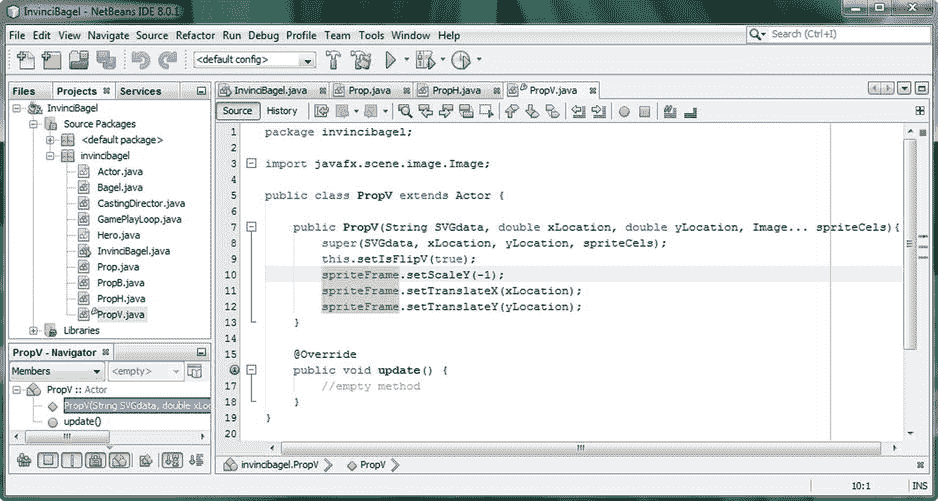 InvinciBagel - NetBeans IDE 8.0.1
File Edit View Navigate Source Refactor Run Debug Profile Team Tools Window Help
Search (Ctrl+I)
<default config>
Files Projects Services
InvinciBagel
Source Packages
<default package>
invincibagel
Actor.java
Bagel.java
CastingDirector.java
GamePlayLoop.java
Hero.java
InvinciBagel.java
Prop.java
PropB.java
PropH.java
PropV.java
Libraries
PropV - Navigator
Members
<empty>
PropV :: Actor
PropV(String SVGdata, double xLoc
update()
InvinciBagel.java Prop.java PropH.java PropV.java
Source History
1 package invincibagel;
2
3 import javafx.scene.image.Image;
4
5 public class PropV extends Actor {
6
7 public PropV(String SVGdata, double xLocation, double yLocation, Image... spriteCels){
8 super(SVGdata, xLocation, yLocation, spriteCels);
9 this.setIsFlipV(true);
10 spriteFrame.setScaleY(-1);
11 spriteFrame.setTranslateX(xLocation);
12 spriteFrame.setTranslateY(yLocation);
13 }
14
15 @Override
public void update() {
17 //empty method
18 }
19 }
20
invincibagel.PropV PropV
10:1 INS